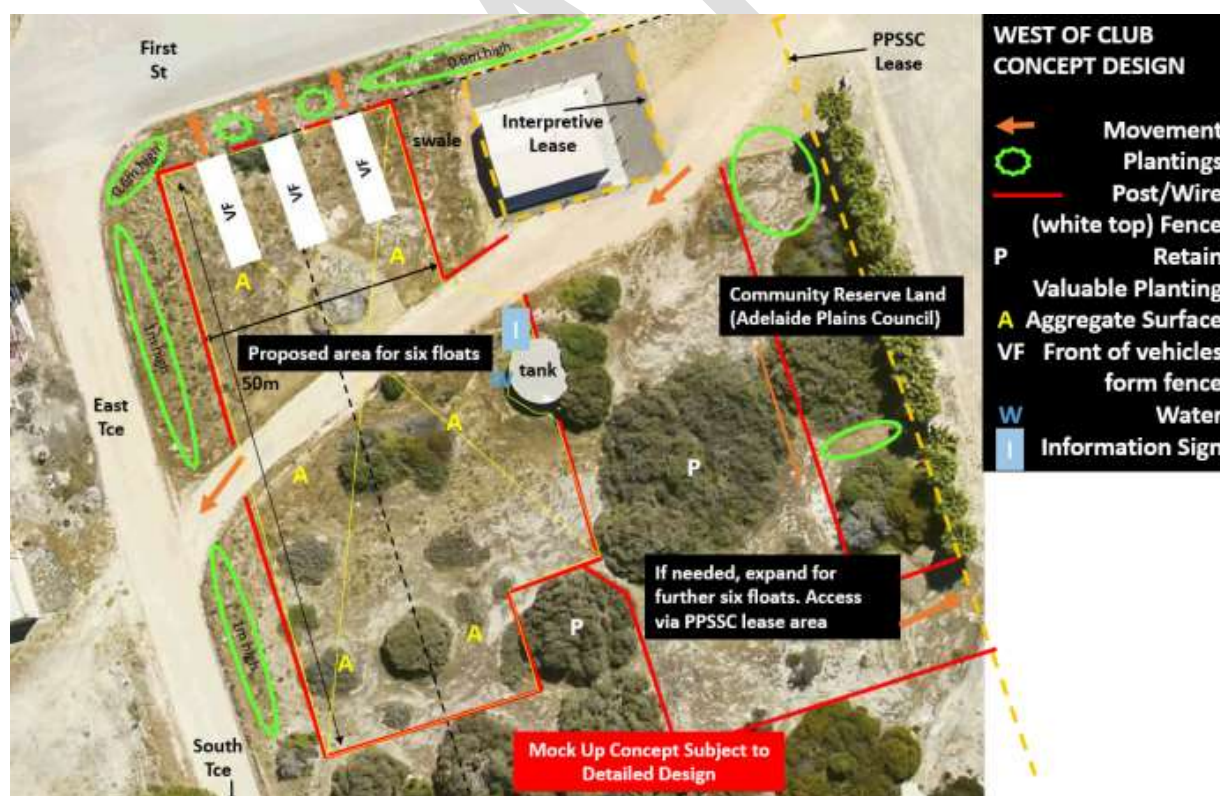 First
St
0.6m high
PPSSC
Lease
WEST OF CLUB
CONCEPT DESIGN
Movement
Plantings
Post/Wire
(white top) Fence
P Retain
Valuable Planting
A Aggregate Surface
VF Front of vehicles
form fence
W Water
I Information Sign
Interpretive
Lease
swale
0.6m high
VF
VF
VF
A
A
1m high
Community Reserve Land
(Adelaide Plains Council)
I
Proposed area for six floats
tank
50m
East
Tce
A
A
P
If needed, expand for
further six floats. Access
via PPSSC lease area
1m high
A
P
A
South
Tce
Mock Up Concept Subject to
Detailed Design